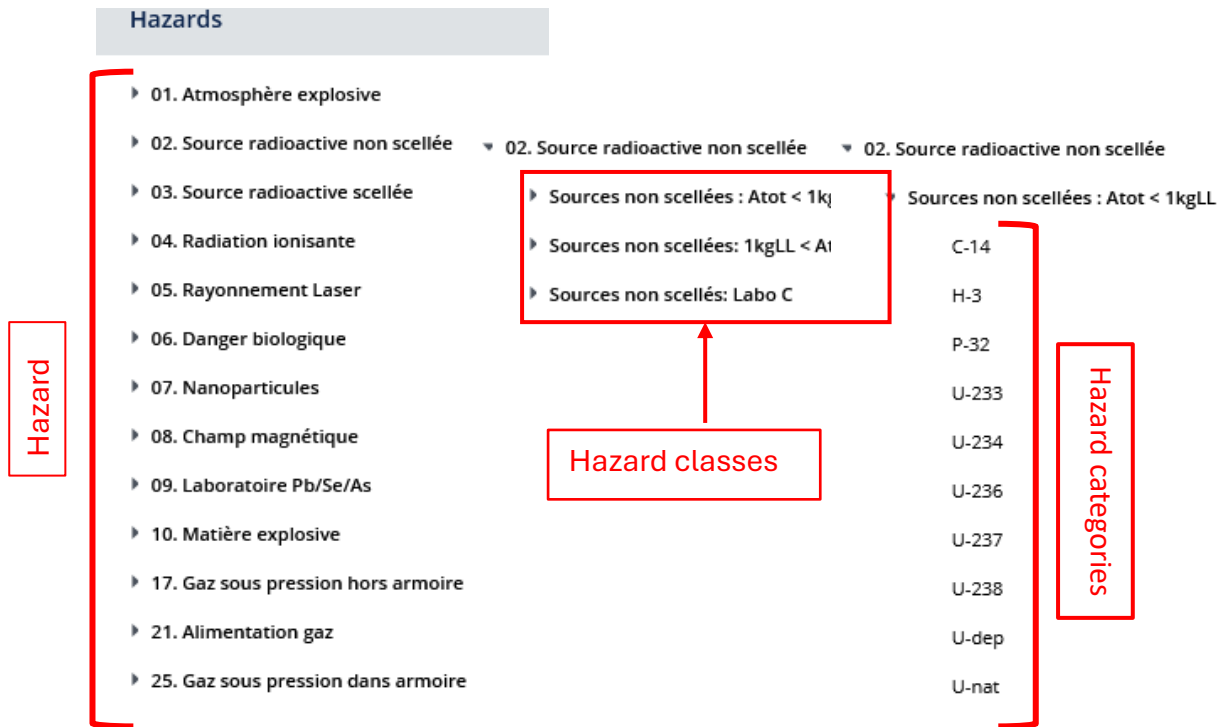 Hazards
01. Atmosphère explosive
02. Source radioactive non scellée
03. Source radioactive scellée
04. Radiation ionisante
05. Rayonnement Laser
06. Danger biologique
07. Nanoparticules
08. Champ magnétique
09. Laboratoire Pb/Se/As
10. Matière explosive
17. Gaz sous pression hors armoire
21. Alimentation gaz
25. Gaz sous pression dans armoire
Hazard
02. Source radioactive non scellée
Sources non scellées : Atot < 1kg
Sources non scellées: 1kgLL <
Sources non scellés: Labo C
Hazard classes
02. Source radioactive non scellée
Sources non scellées : Atot < 1kgLL
C-14
H-3
P-32
U-233
U-234
U-236
U-237
U-238
U-dep
U-nat
Hazard categories